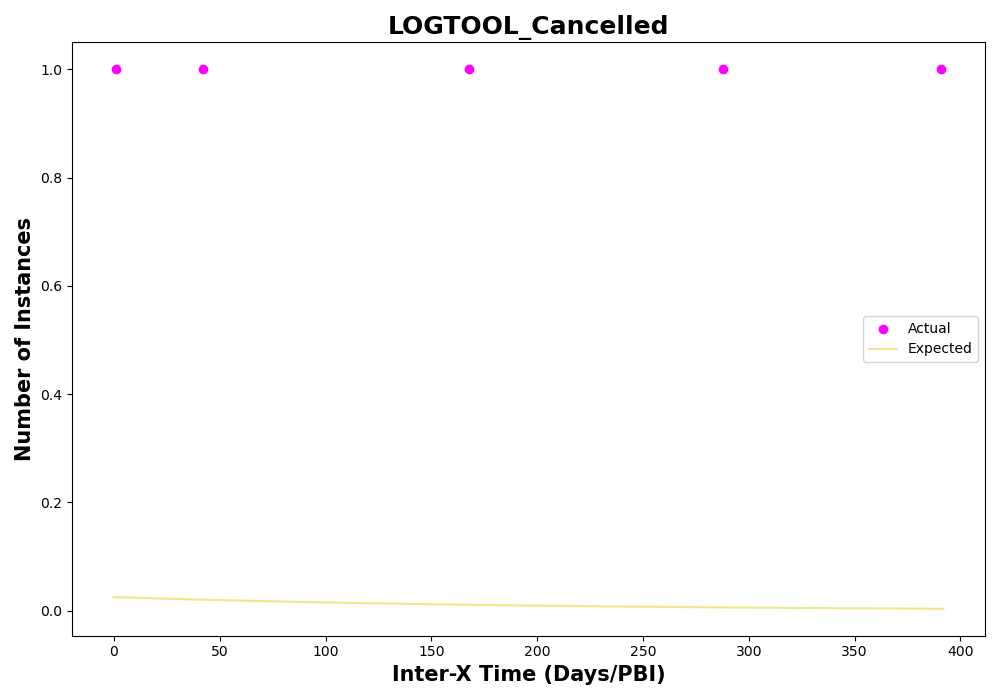 LOGTOOL_Cancelled
Number of Instances
1.0
0.8
0.6
0.4
0.2
0.0
Actual
Expected
0 50 100 150 200 250 300 350 400
Inter-X Time (Days/PBI)